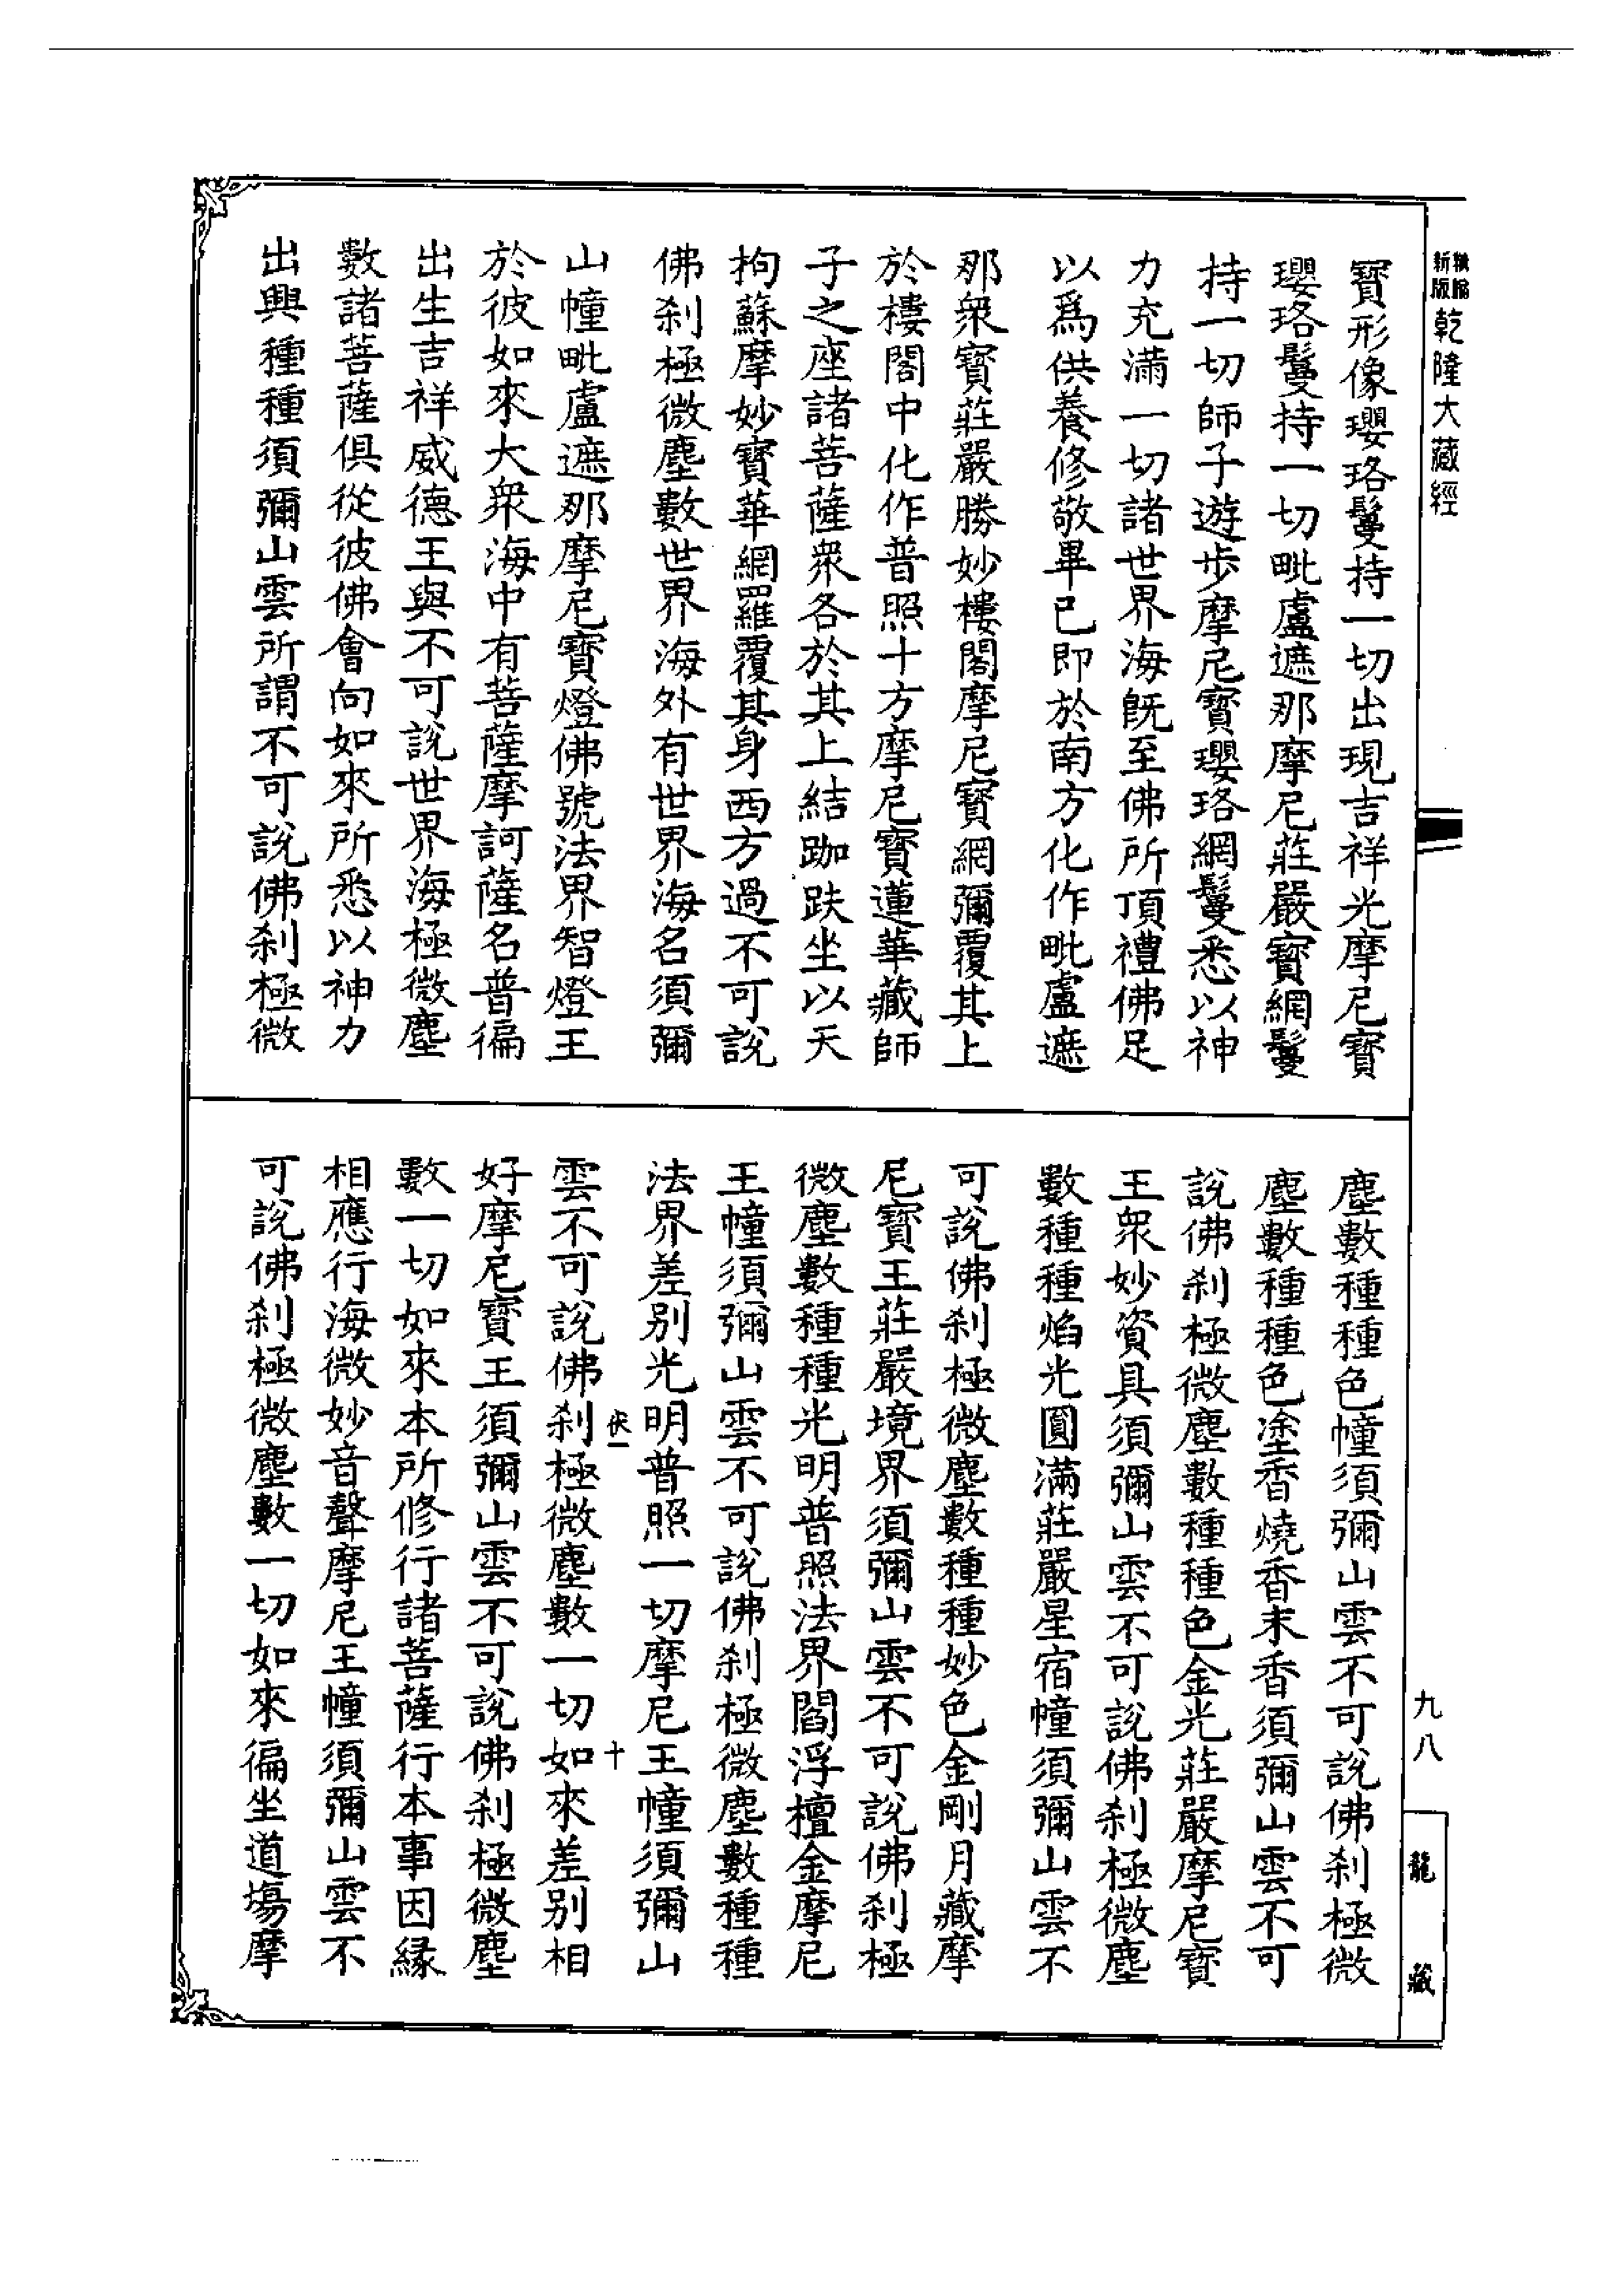 新版 乾隆大藏經
寶形像瓔珞鬘持一切出現吉祥光摩尼寶
瓔珞鬘持一切毗盧遮那摩尼莊嚴寶網鬘
持一切師子遊步摩尼寶瓔珞網鬘悉以神
力充滿一切諸世界海旣至佛所頂禮佛足
以爲供養修敬畢已即於南方化作毗盧遮
那衆寶莊嚴勝妙樓閣摩尼寶網彌覆其上
於樓閣中化作普照十方摩尼寶蓮華藏師
子之座諸菩薩衆各於其上結跏趺坐以天
拘蘇摩妙寶華網羅覆其身西方過不可說
佛剎極微塵數世界海外有世界海名須彌
山幢毗盧遮那摩尼寶燈佛號法界智燈王
於彼如來大衆海中有菩薩摩訶薩名普徧
出生吉祥威德王與不可說世界海極微塵
數諸菩薩俱從彼佛會向如來所悉以神力
出興種種須彌山雲所謂不可說佛剎極微
塵數種種色幢須彌山雲不可說佛剎極微
塵數種種色塗香燒香末香須彌山雲不可
說佛剎極微塵數種種色金光莊嚴摩尼寶
王衆妙資具須彌山雲不可說佛剎極微塵
數種種焰光圓滿莊嚴星宿幢須彌山雲不
可說佛剎極微塵數種種妙色金剛月藏摩
尼寶王莊嚴境界須彌山雲不可說佛剎極
微塵數種種光明普照法界閻浮檀金摩尼
王幢須彌山雲不可說佛剎極微塵數種種
法界差別光明普照一切摩尼王幢須彌山
十
雲不可說佛剎極微塵數一切如來差別相
好摩尼寶王須彌山雲不可說佛剎極微塵
數一切如來本所修行諸菩薩行本事因緣
相應行海微妙音聲摩尼王幢須彌山雲不
可說佛剎極微塵數一切如來徧坐道場摩
九八
龍藏